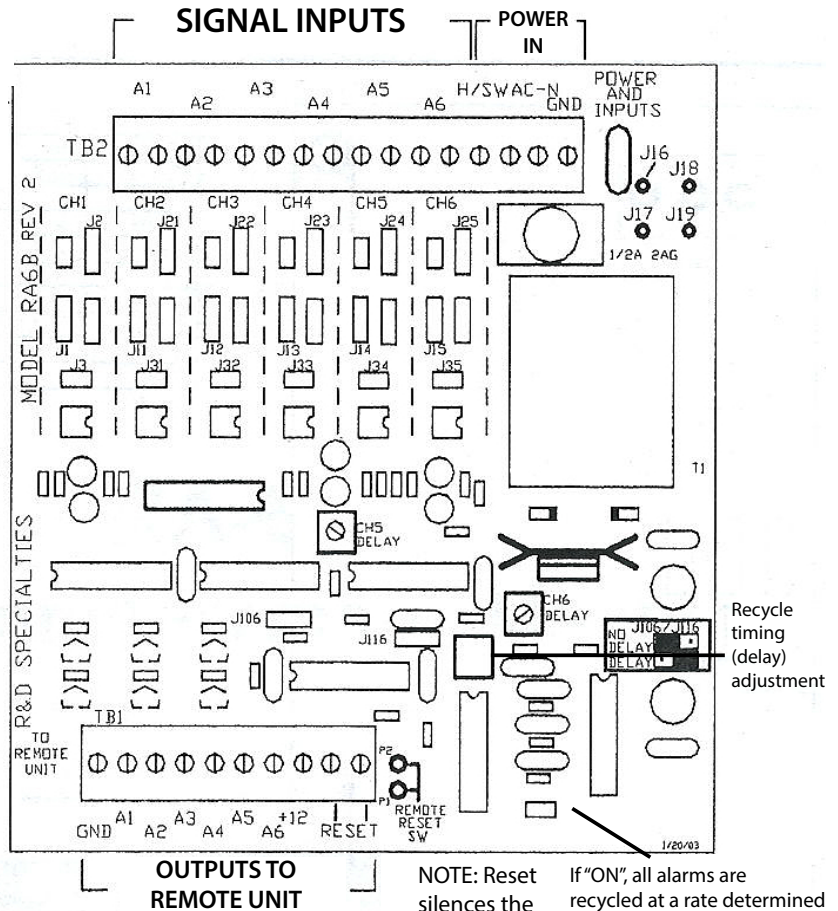 SIGNAL INPUTS
POWER
IN
A1 A2 A3 A4 A5 A6 H/SW AC-N GND
POWER
AND
INPUTS
TB2
J16 J18
J17 J19
1/2A 2AG
CH1 CH2 CH3 CH4 CH5 CH6
J2 J21 J22 J23 J24 J25
J1 J11 J12 J13 J14 J15
J3 J31 J32 J33 J34 J35
MODEL RA6B REV 2
T1
CH5
DELAY
CH6
DELAY
J106
J116
J106/J116
NO
DELAY
DELAY
Recycle
timing
(delay)
adjustment
R&D SPECIALTIES
TO
REMOTE
UNIT
TB1
P2
P1
REMOTE
RESET
SW
GND A1 A2 A3 A4 A5 A6 +12 RESET
1/20/03
OUTPUTS TO
REMOTE UNIT
NOTE: Reset
silences the
If "ON", all alarms are
recycled at a rate determined